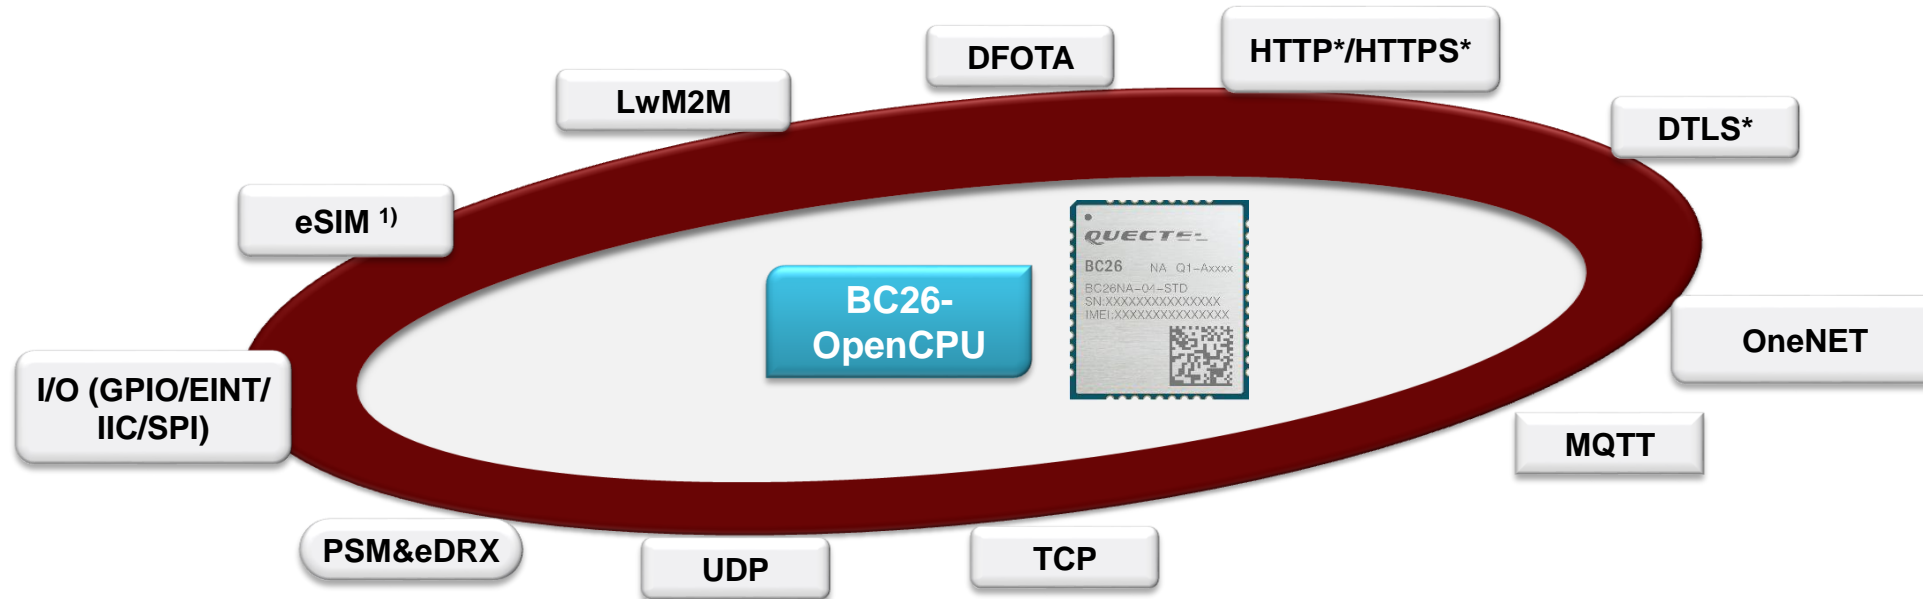 DFOTA
HTTP*/HTTPS*
LwM2M
DTLS*
eSIM 1)
QUECTEL
BC26 NA Q1-Axxxx
BC26NA-04-STD
SN:XXXXXXXXXXXXXXX
IMEI:XXXXXXXXXXXXXXX
BC26-
OpenCPU
OneNET
I/O (GPIO/EINT/
IIC/SPI)
MQTT
PSM&eDRX
UDP
TCP